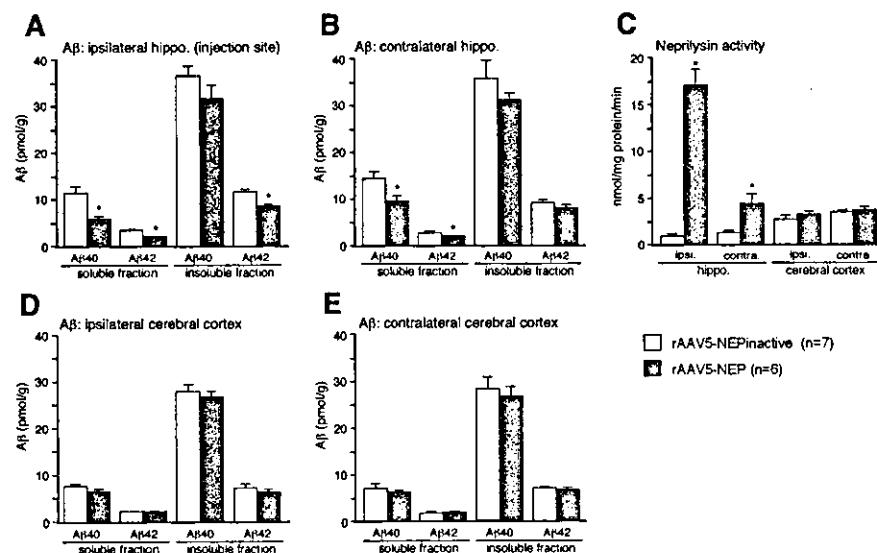 A
Aβ: ipsilateral hippo. (injection site)
Aβ (pmol/g)
40
30
20
10
0
*
*
*
Aβ40
Aβ42
Aβ40
Aβ42
soluble fraction
insoluble fraction
B
Aβ: contralateral hippo.
Aβ (pmol/g)
40
30
20
10
0
*
*
Aβ40
Aβ42
Aβ40
Aβ42
soluble fraction
insoluble fraction
C
Neprilysin activity
nmol/mg protein/min
20
15
10
5
0
*
*
ipsi.
contra.
ipsi.
contra
hippo.
cerebral cortex
D
Aβ: ipsilateral cerebral cortex
Aβ (pmol/g)
40
30
20
10
0
Aβ40
Aβ42
Aβ40
Aβ42
soluble fraction
insoluble fraction
E
Aβ: contralateral cerebral cortex
Aβ (pmol/g)
40
30
20
10
0
Aβ40
Aβ42
Aβ40
Aβ42
soluble fraction
insoluble fraction
rAAV5-NEPinactive (n=7)
rAAV5-NEP (n=6)